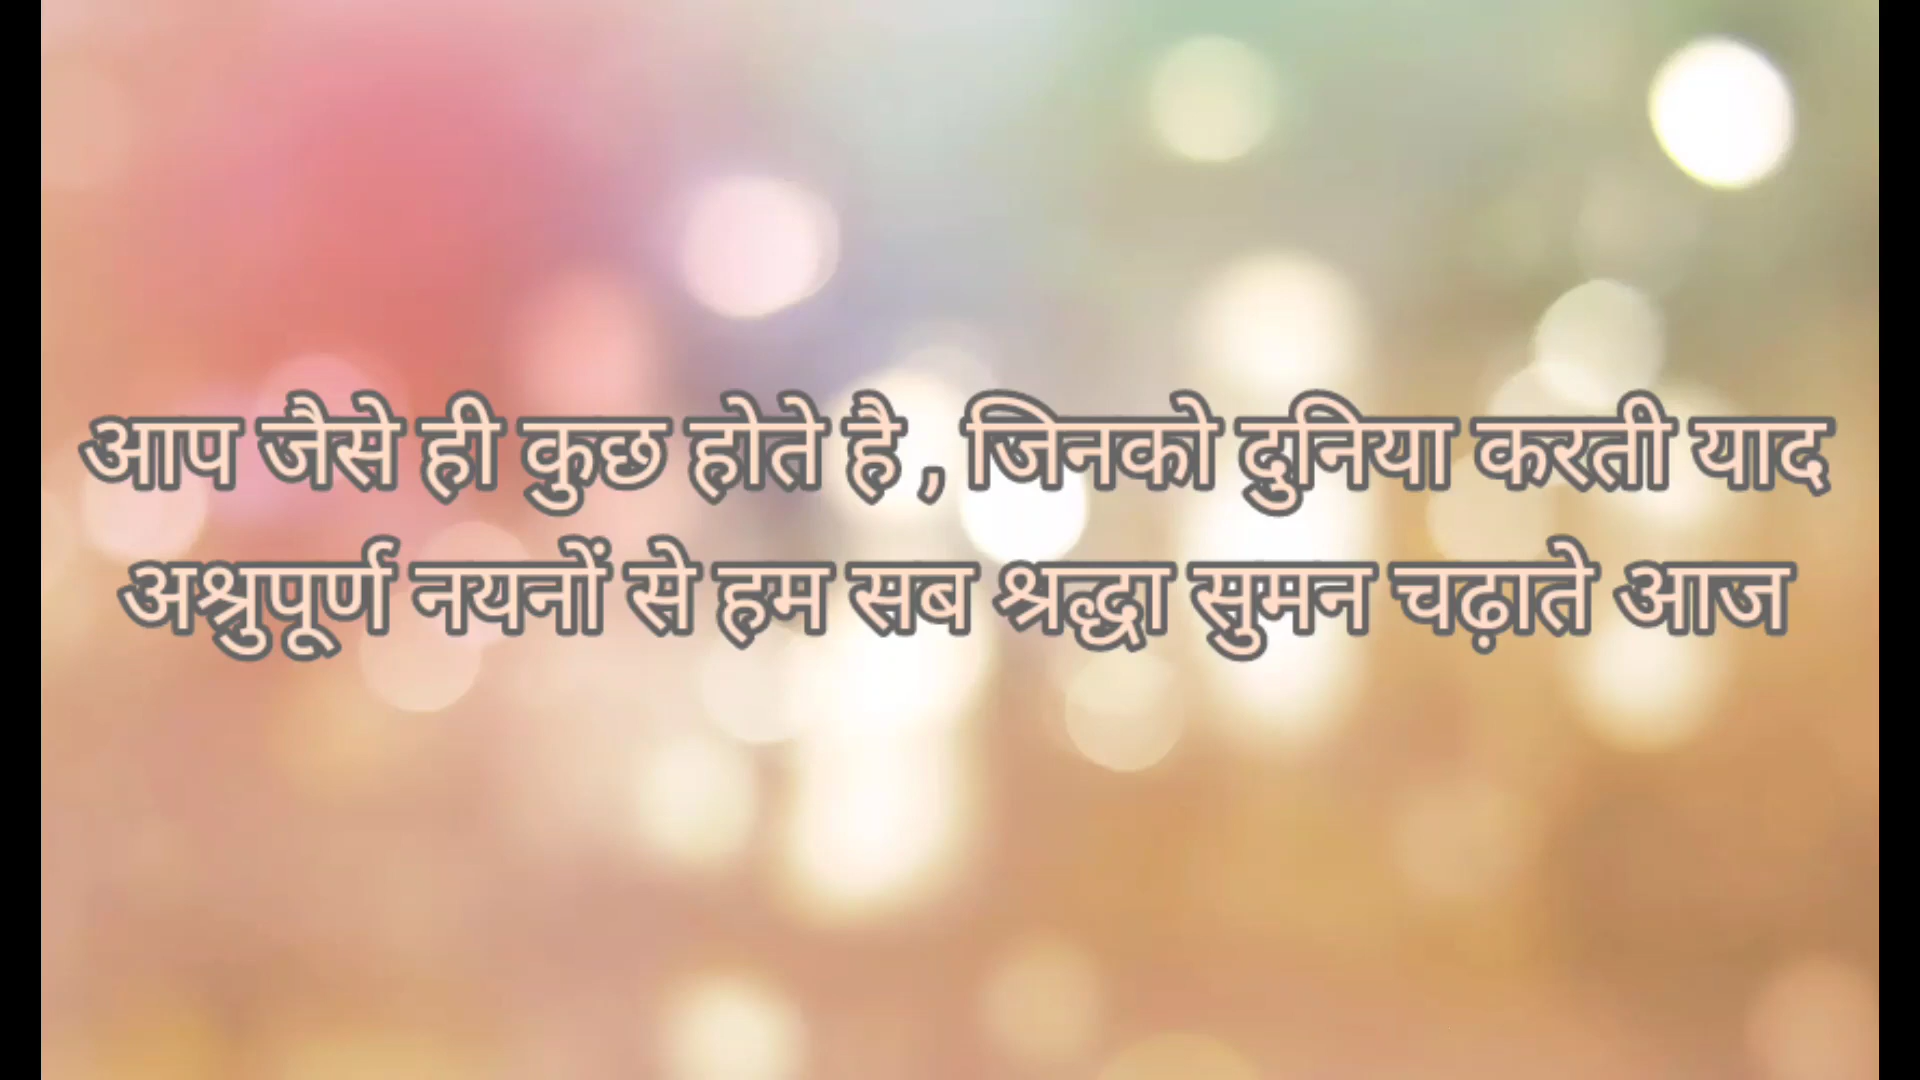 आप जैसे ही कुछ होते है , जिनको दुनिया करती याद
अश्रुपूर्ण नयनों से हम सब श्रद्धा सुमन चढ़ाते आज